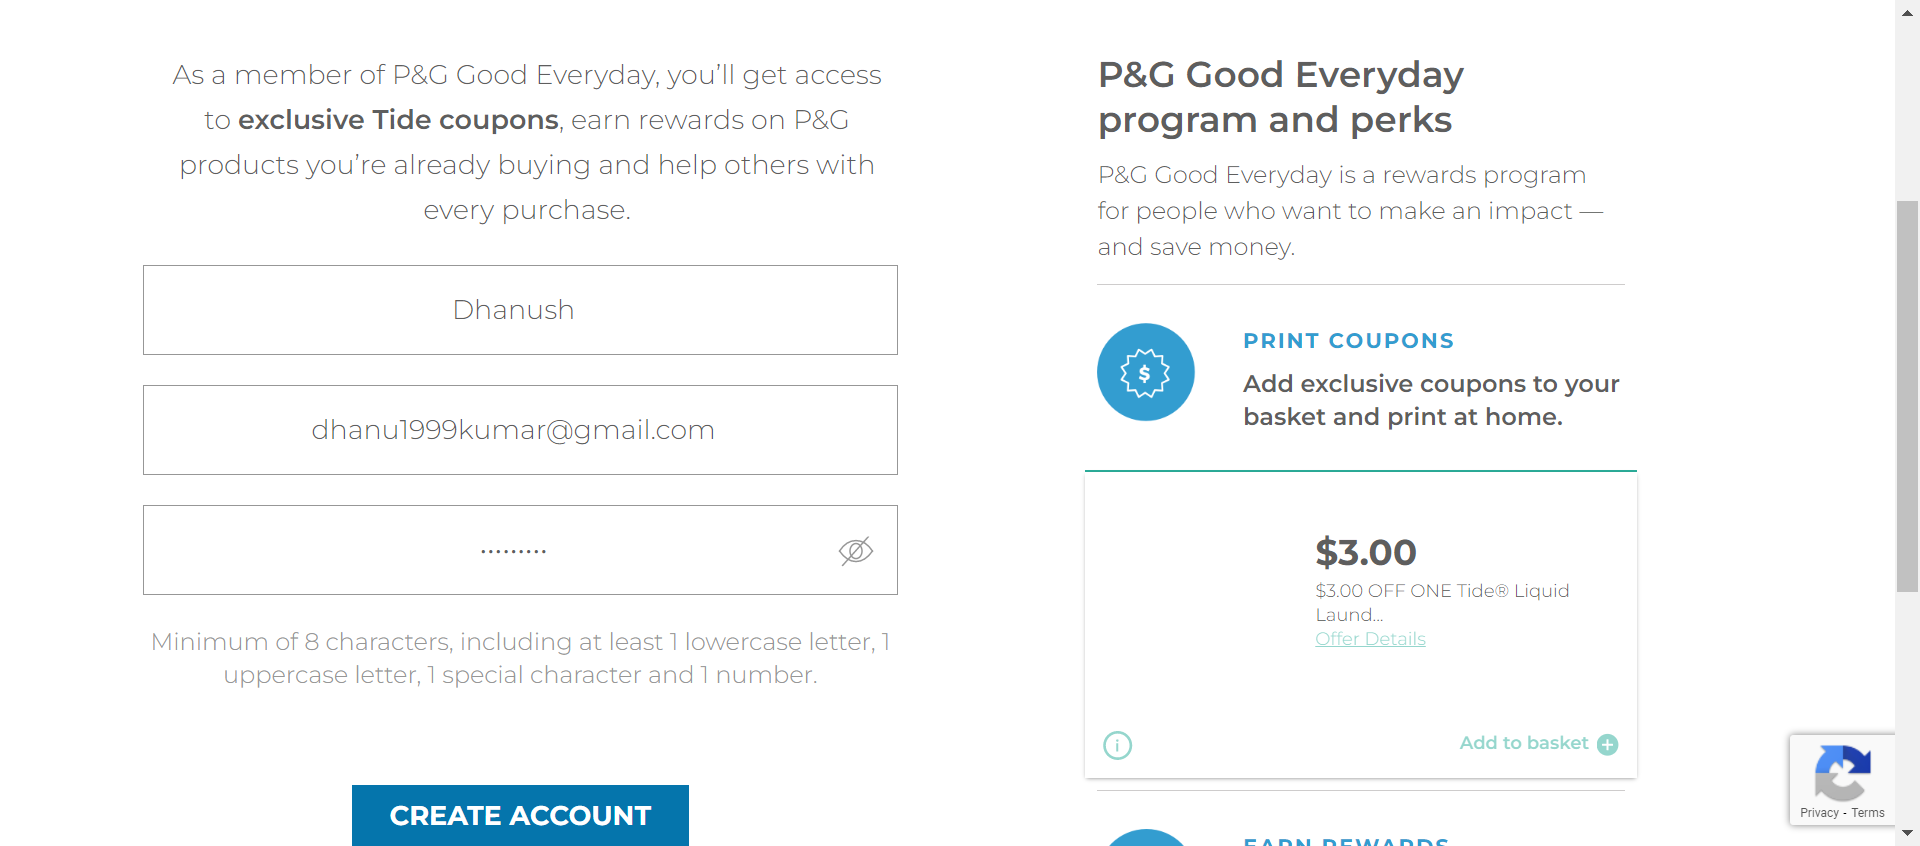 As a member of P&G Good Everyday, you’ll get access
to exclusive Tide coupons, earn rewards on P&G
products you’re already buying and help others with
every purchase.
Dhanush
dhanu1999kumar@gmail.com
•••••••••
Minimum of 8 characters, including at least 1 lowercase letter, 1
uppercase letter, 1 special character and 1 number.
CREATE ACCOUNT
P&G Good Everyday
program and perks
P&G Good Everyday is a rewards program
for people who want to make an impact —
and save money.
$
PRINT COUPONS
Add exclusive coupons to your
basket and print at home.
$3.00
$3.00 OFF ONE Tide® Liquid
Laund...
Offer Details
i
Add to basket +
EARN REWARDS
Privacy - Terms